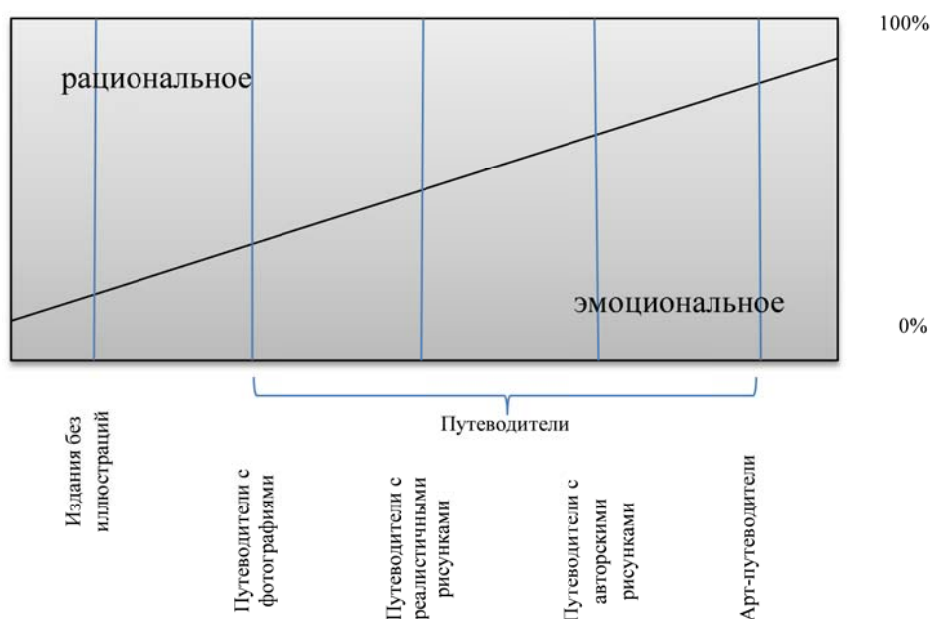 100%
рациональное
эмоциональное
0%
Путеводители
Издания без
иллюстраций
Путеводители с
фотографиями
Путеводители с
реалистичными
рисунками
Путеводители с
авторскими
рисунками
Арт-путеводители